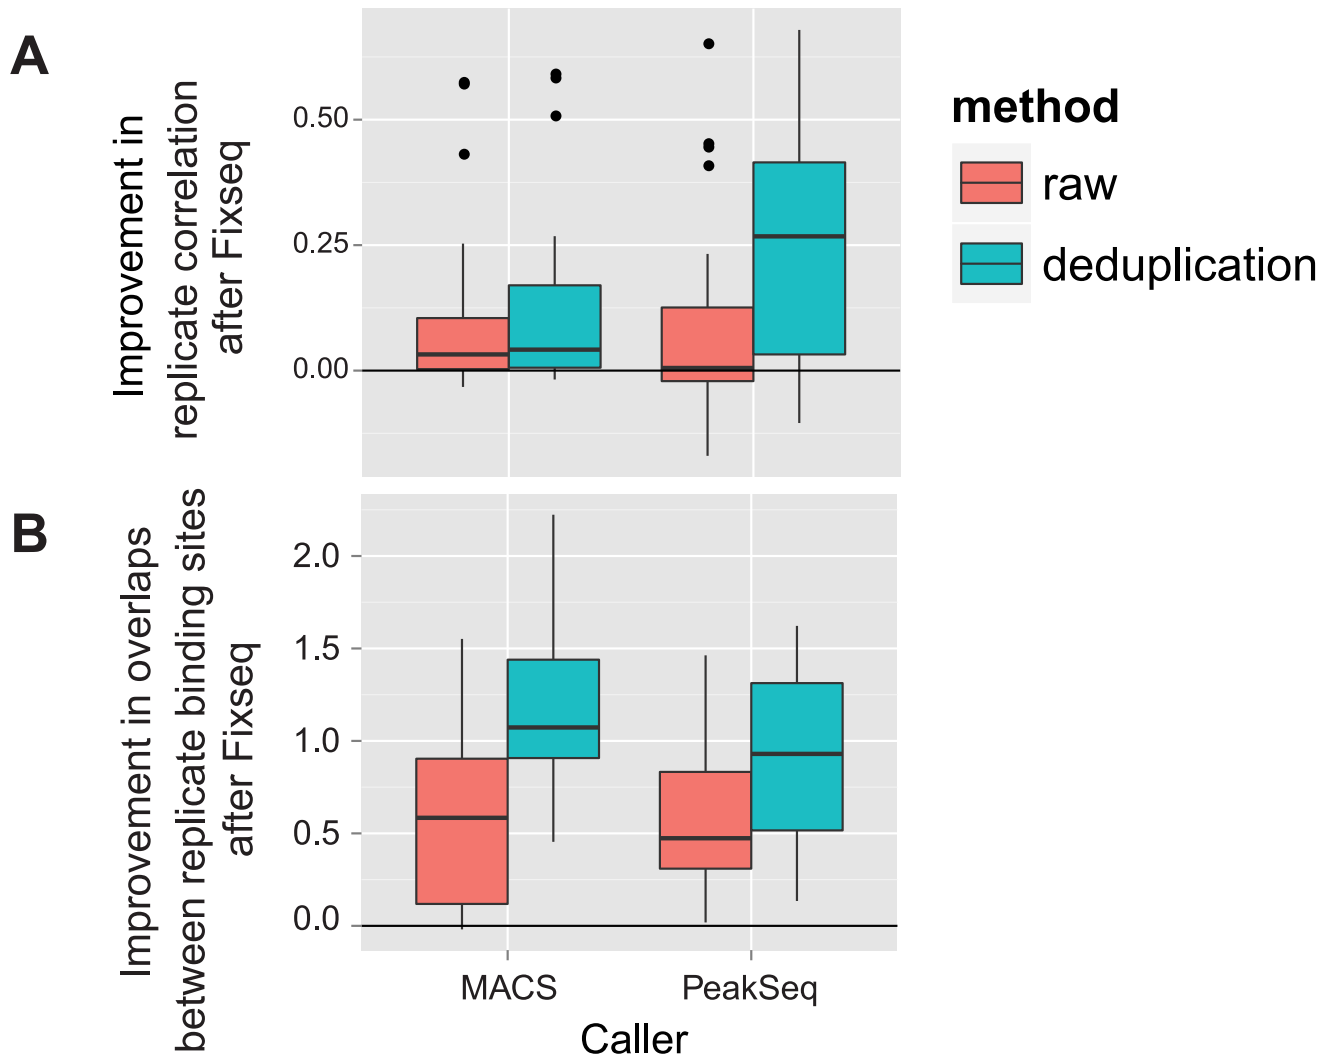 A
Improvement in
replicate correlation
after Fixseq
0.50
0.25
0.00
method
raw
deduplication
B
Improvement in overlaps
between replicate binding sites
after Fixseq
2.0
1.5
1.0
0.5
0.0
MACS
PeakSeq
Caller